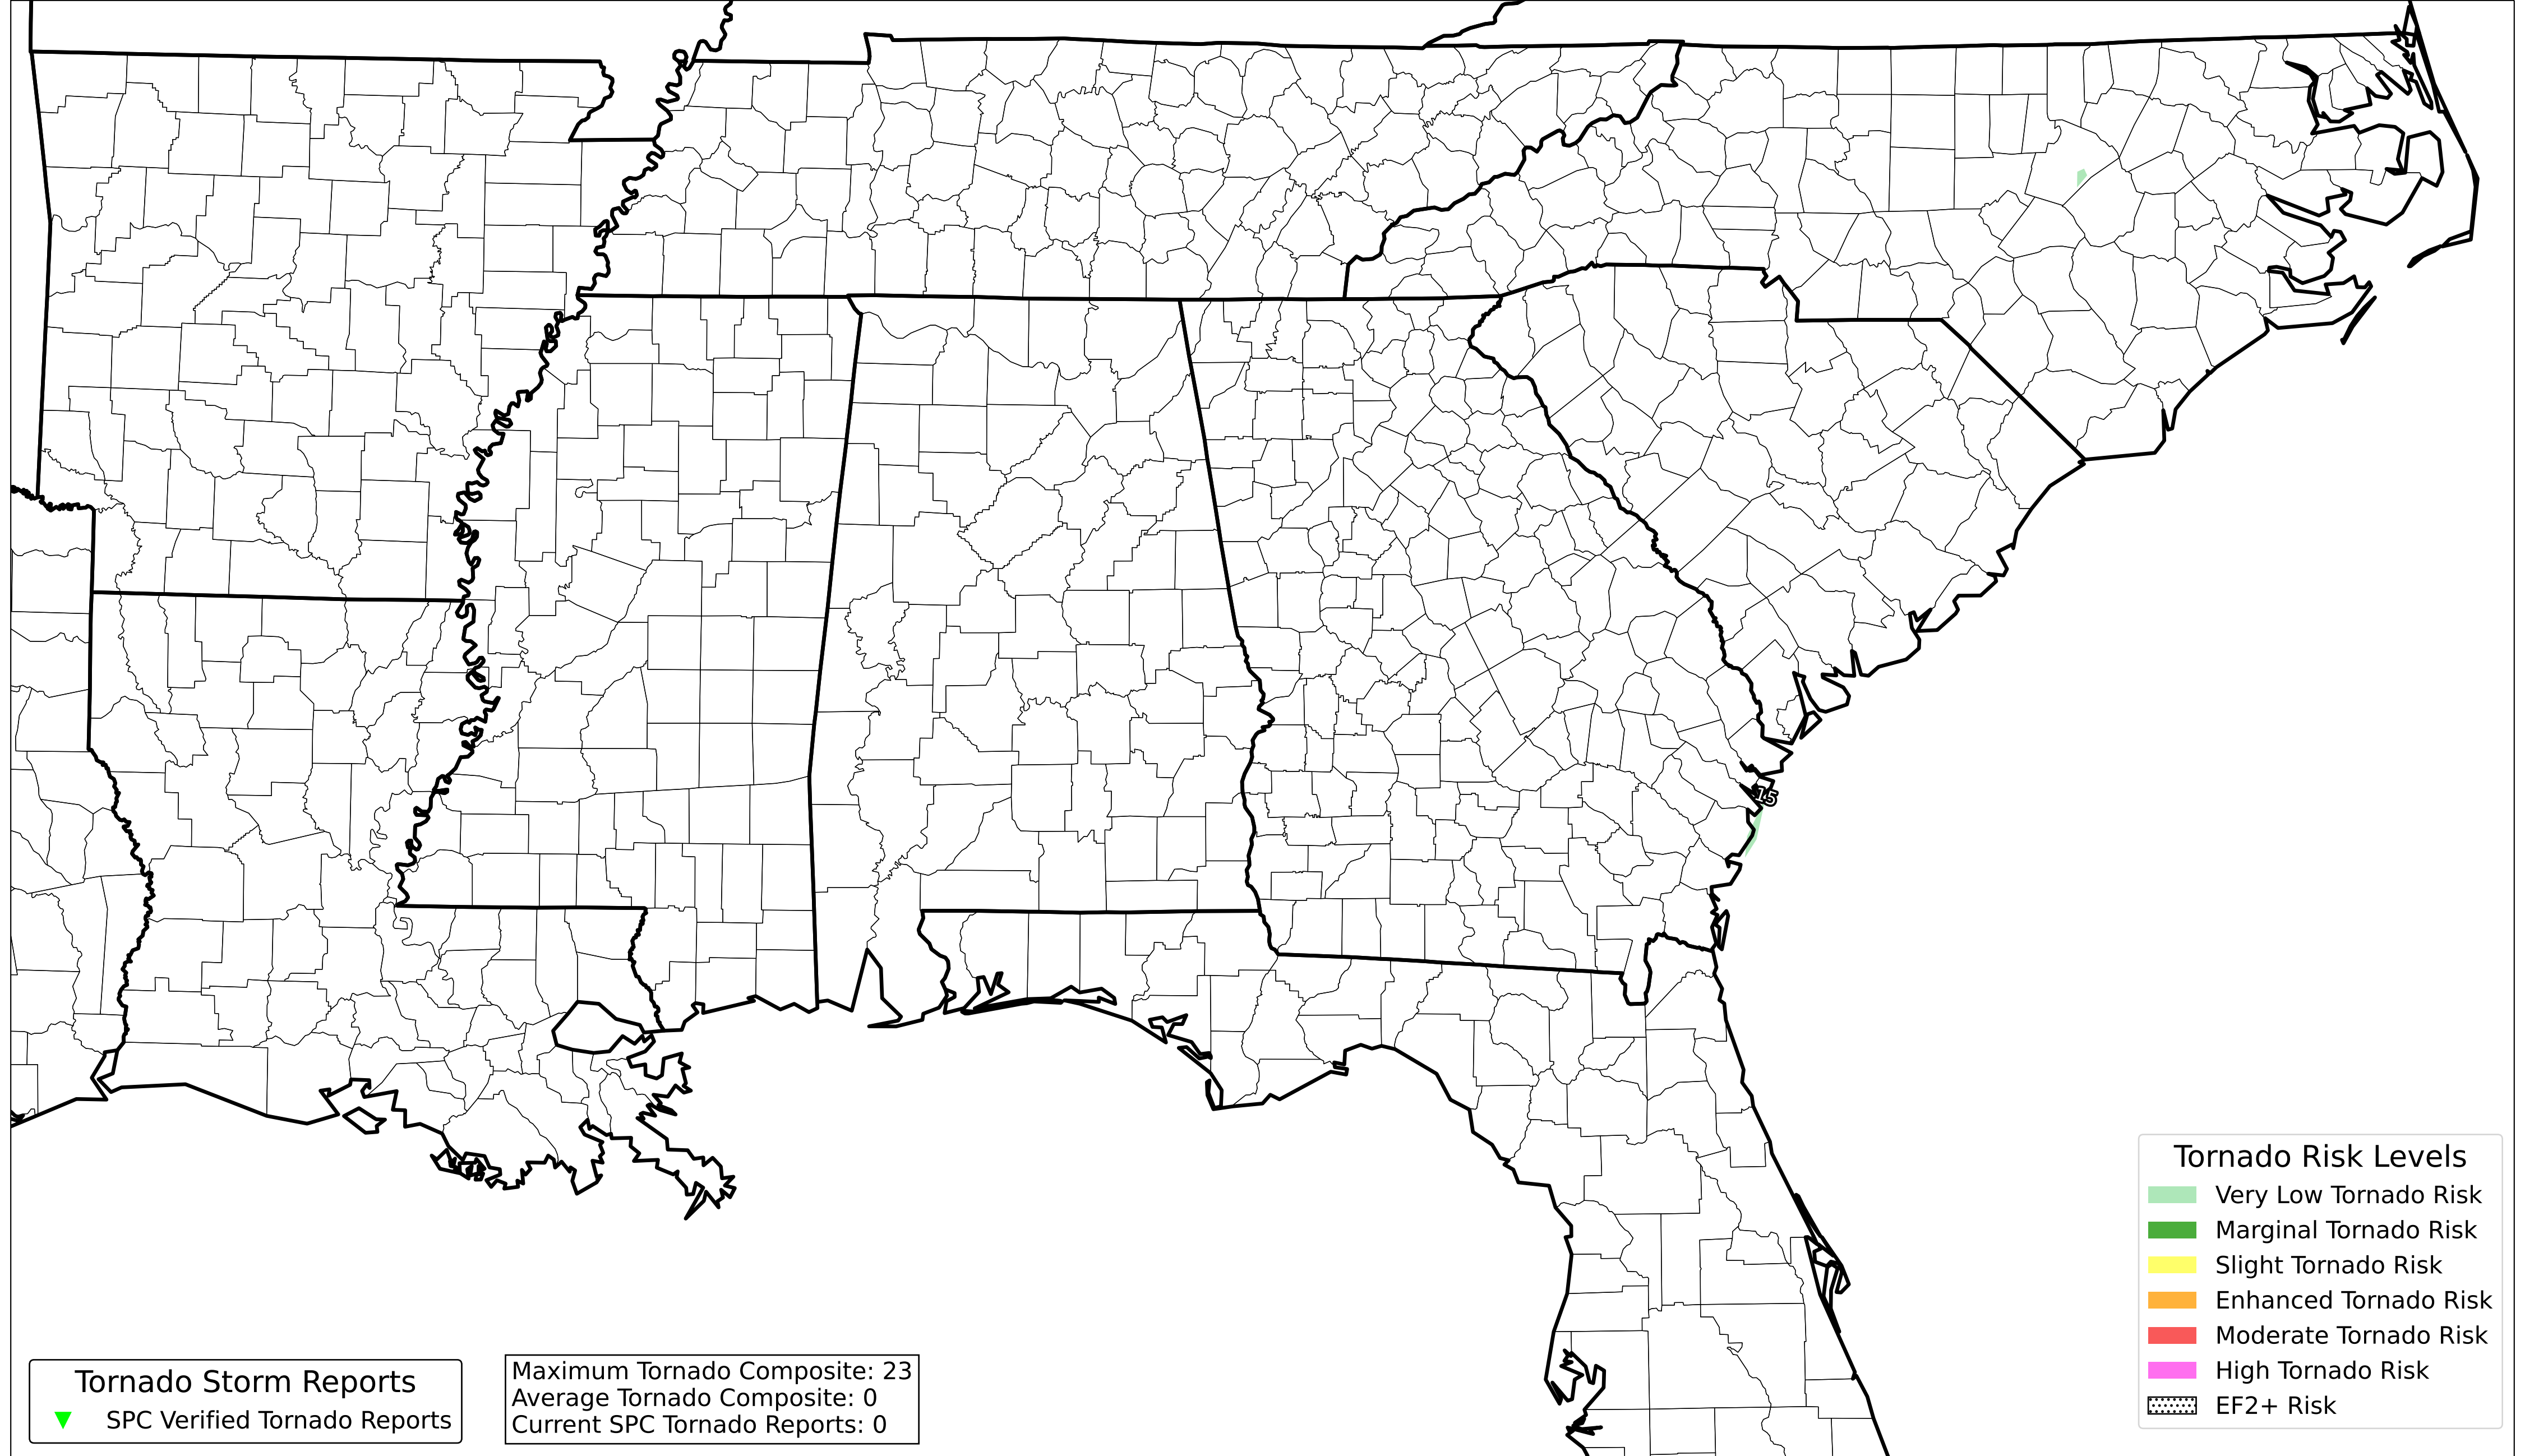 15
Tornado Risk Levels
Very Low Tornado Risk
Marginal Tornado Risk
Slight Tornado Risk
Enhanced Tornado Risk
Moderate Tornado Risk
High Tornado Risk
EF2+ Risk
Tornado Storm Reports
SPC Verified Tornado Reports
Maximum Tornado Composite: 23
Average Tornado Composite: 0
Current SPC Tornado Reports: 0